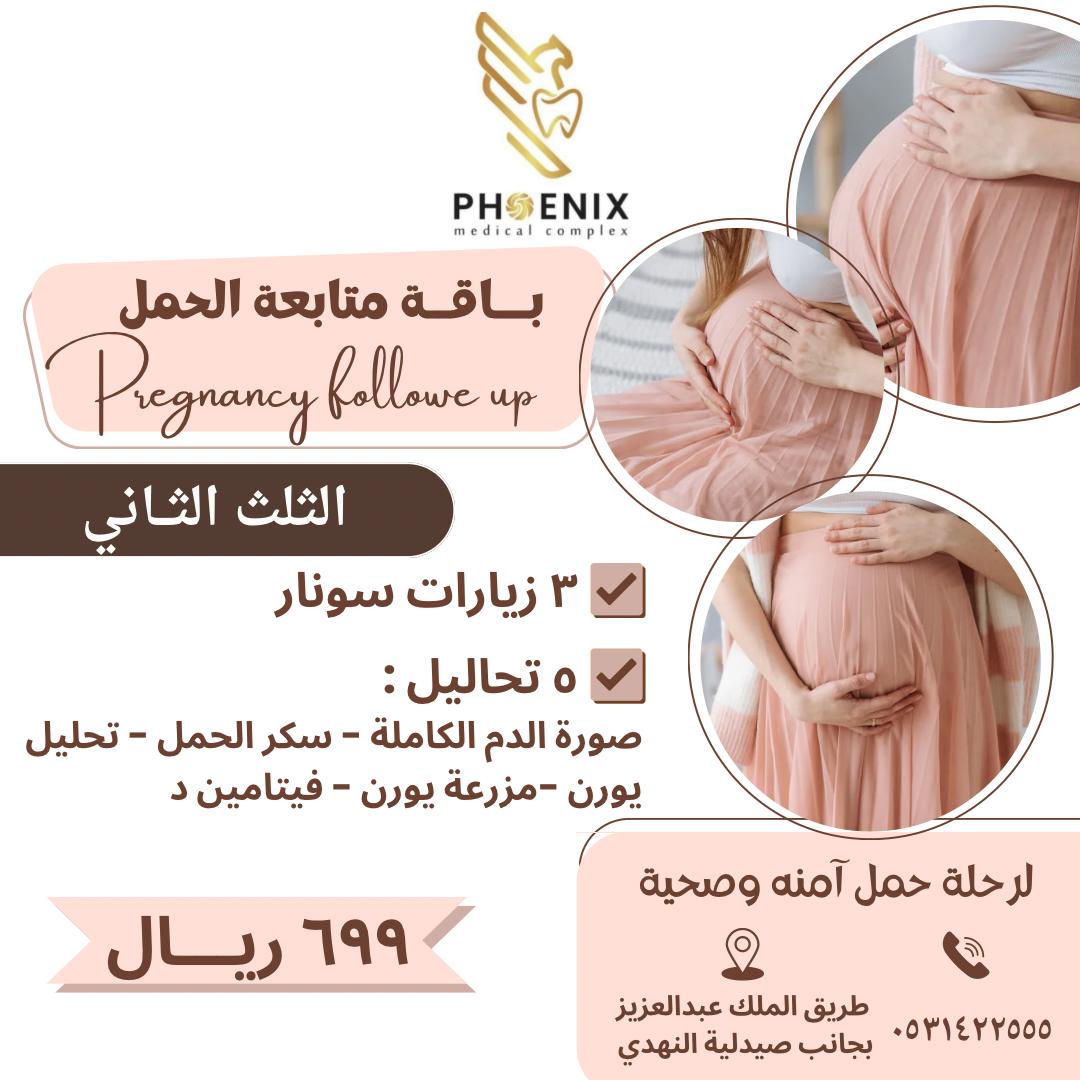 PHOENIX
medical complex
بــاقــة متابعة الحمل
Pregnancy followe up
الثلث الثاني
٣ زيارات سونار
٥ تحاليل :
صورة الدم الكاملة - سكر الحمل - تحليل
يورن -مزرعة يورن - فيتامين د
٦٩٩ ريــال
لرحلة حمل آمنه وصحية
٠٥٣١٤٢٢٥٥٥
طريق الملك عبدالعزيز
بجانب صيدلية النهدي